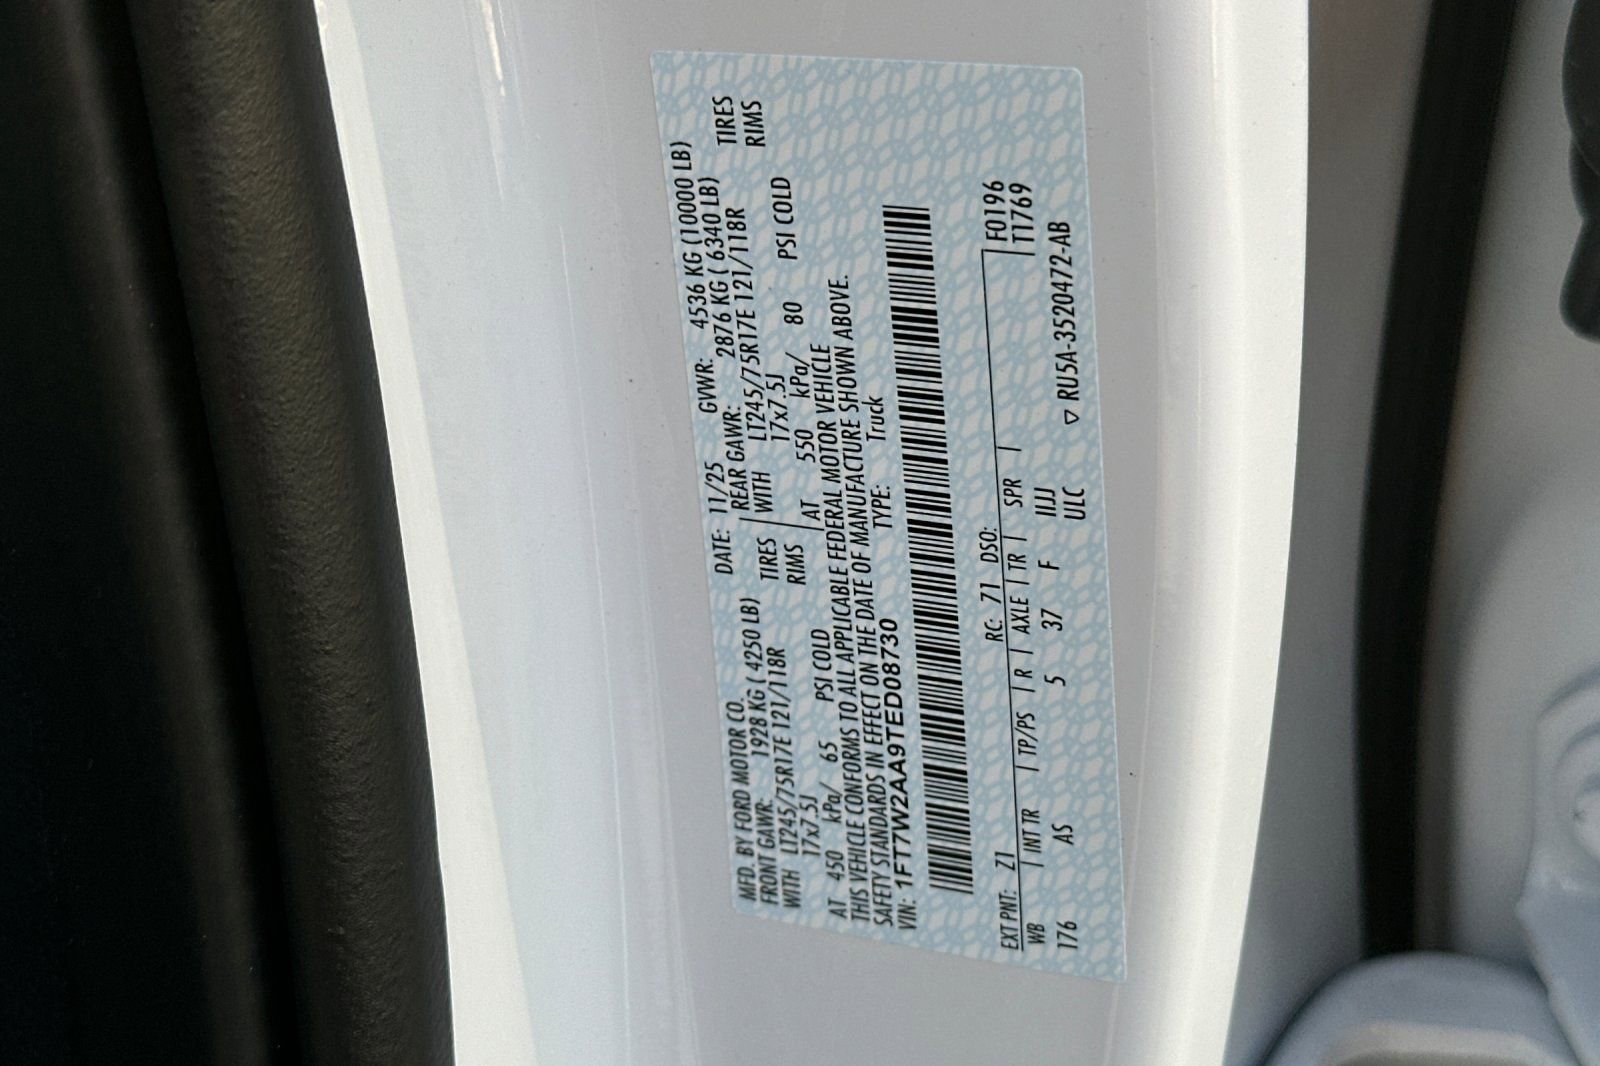 MFD. BY FORD MOTOR CO. DATE: 11/25 GVWR: 4536 KG (10000 LB)
FRONT GAWR: 1928 KG ( 4250 LB) REAR GAWR: 2876 KG ( 6340 LB)
WITH LT245/75R17E 121/118R TIRES WITH LT245/75R17E 121/118R TIRES
17x7.5J RIMS 17x7.5J RIMS
AT 450 kPa/ 65 PSI COLD AT 550 kPa/ 80 PSI COLD
THIS VEHICLE CONFORMS TO ALL APPLICABLE FEDERAL MOTOR VEHICLE
SAFETY STANDARDS IN EFFECT ON THE DATE OF MANUFACTURE SHOWN ABOVE.
VIN: 1FT7W2AA9TED08730 TYPE: Truck
EXT PNT: Z1 RC: 71 DSO: F0196
WB INT TR TP/PS R AXLE TR SPR T1769
176 AS 5 37 F IIJJ
ULC ▽ RU5A-3520472-AB